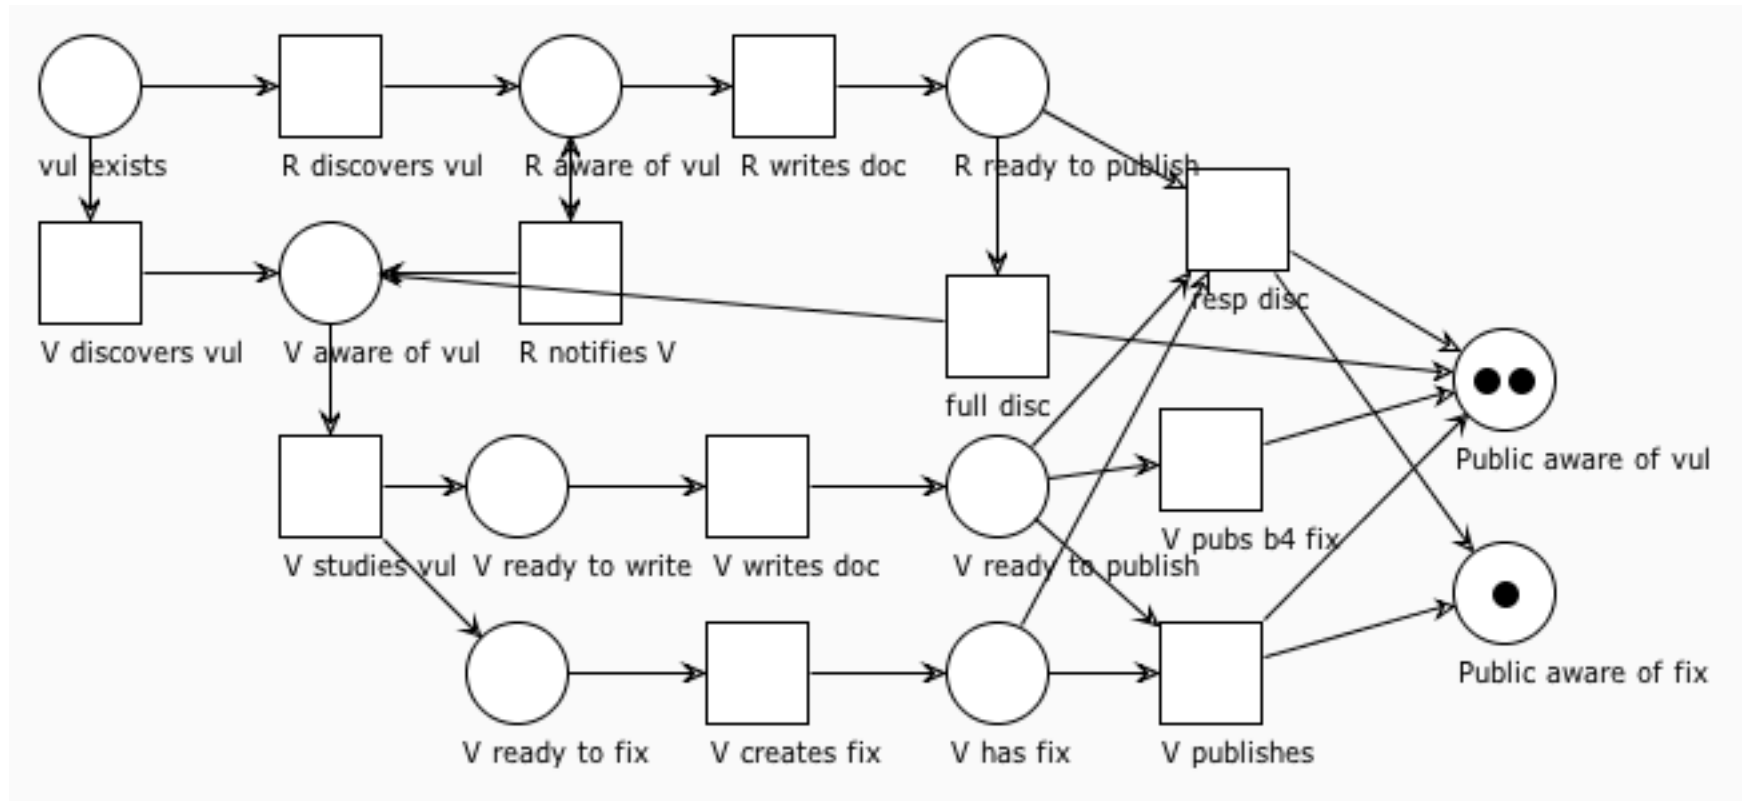 vul exists
R discovers vul
R aware of vul
R writes doc
R ready to publish
resp disc
V discovers vul
V aware of vul
R notifies V
full disc
Public aware of vul
V studies vul
V ready to write
V writes doc
V ready to publish
V pubs b4 fix
Public aware of fix
V ready to fix
V creates fix
V has fix
V publishes